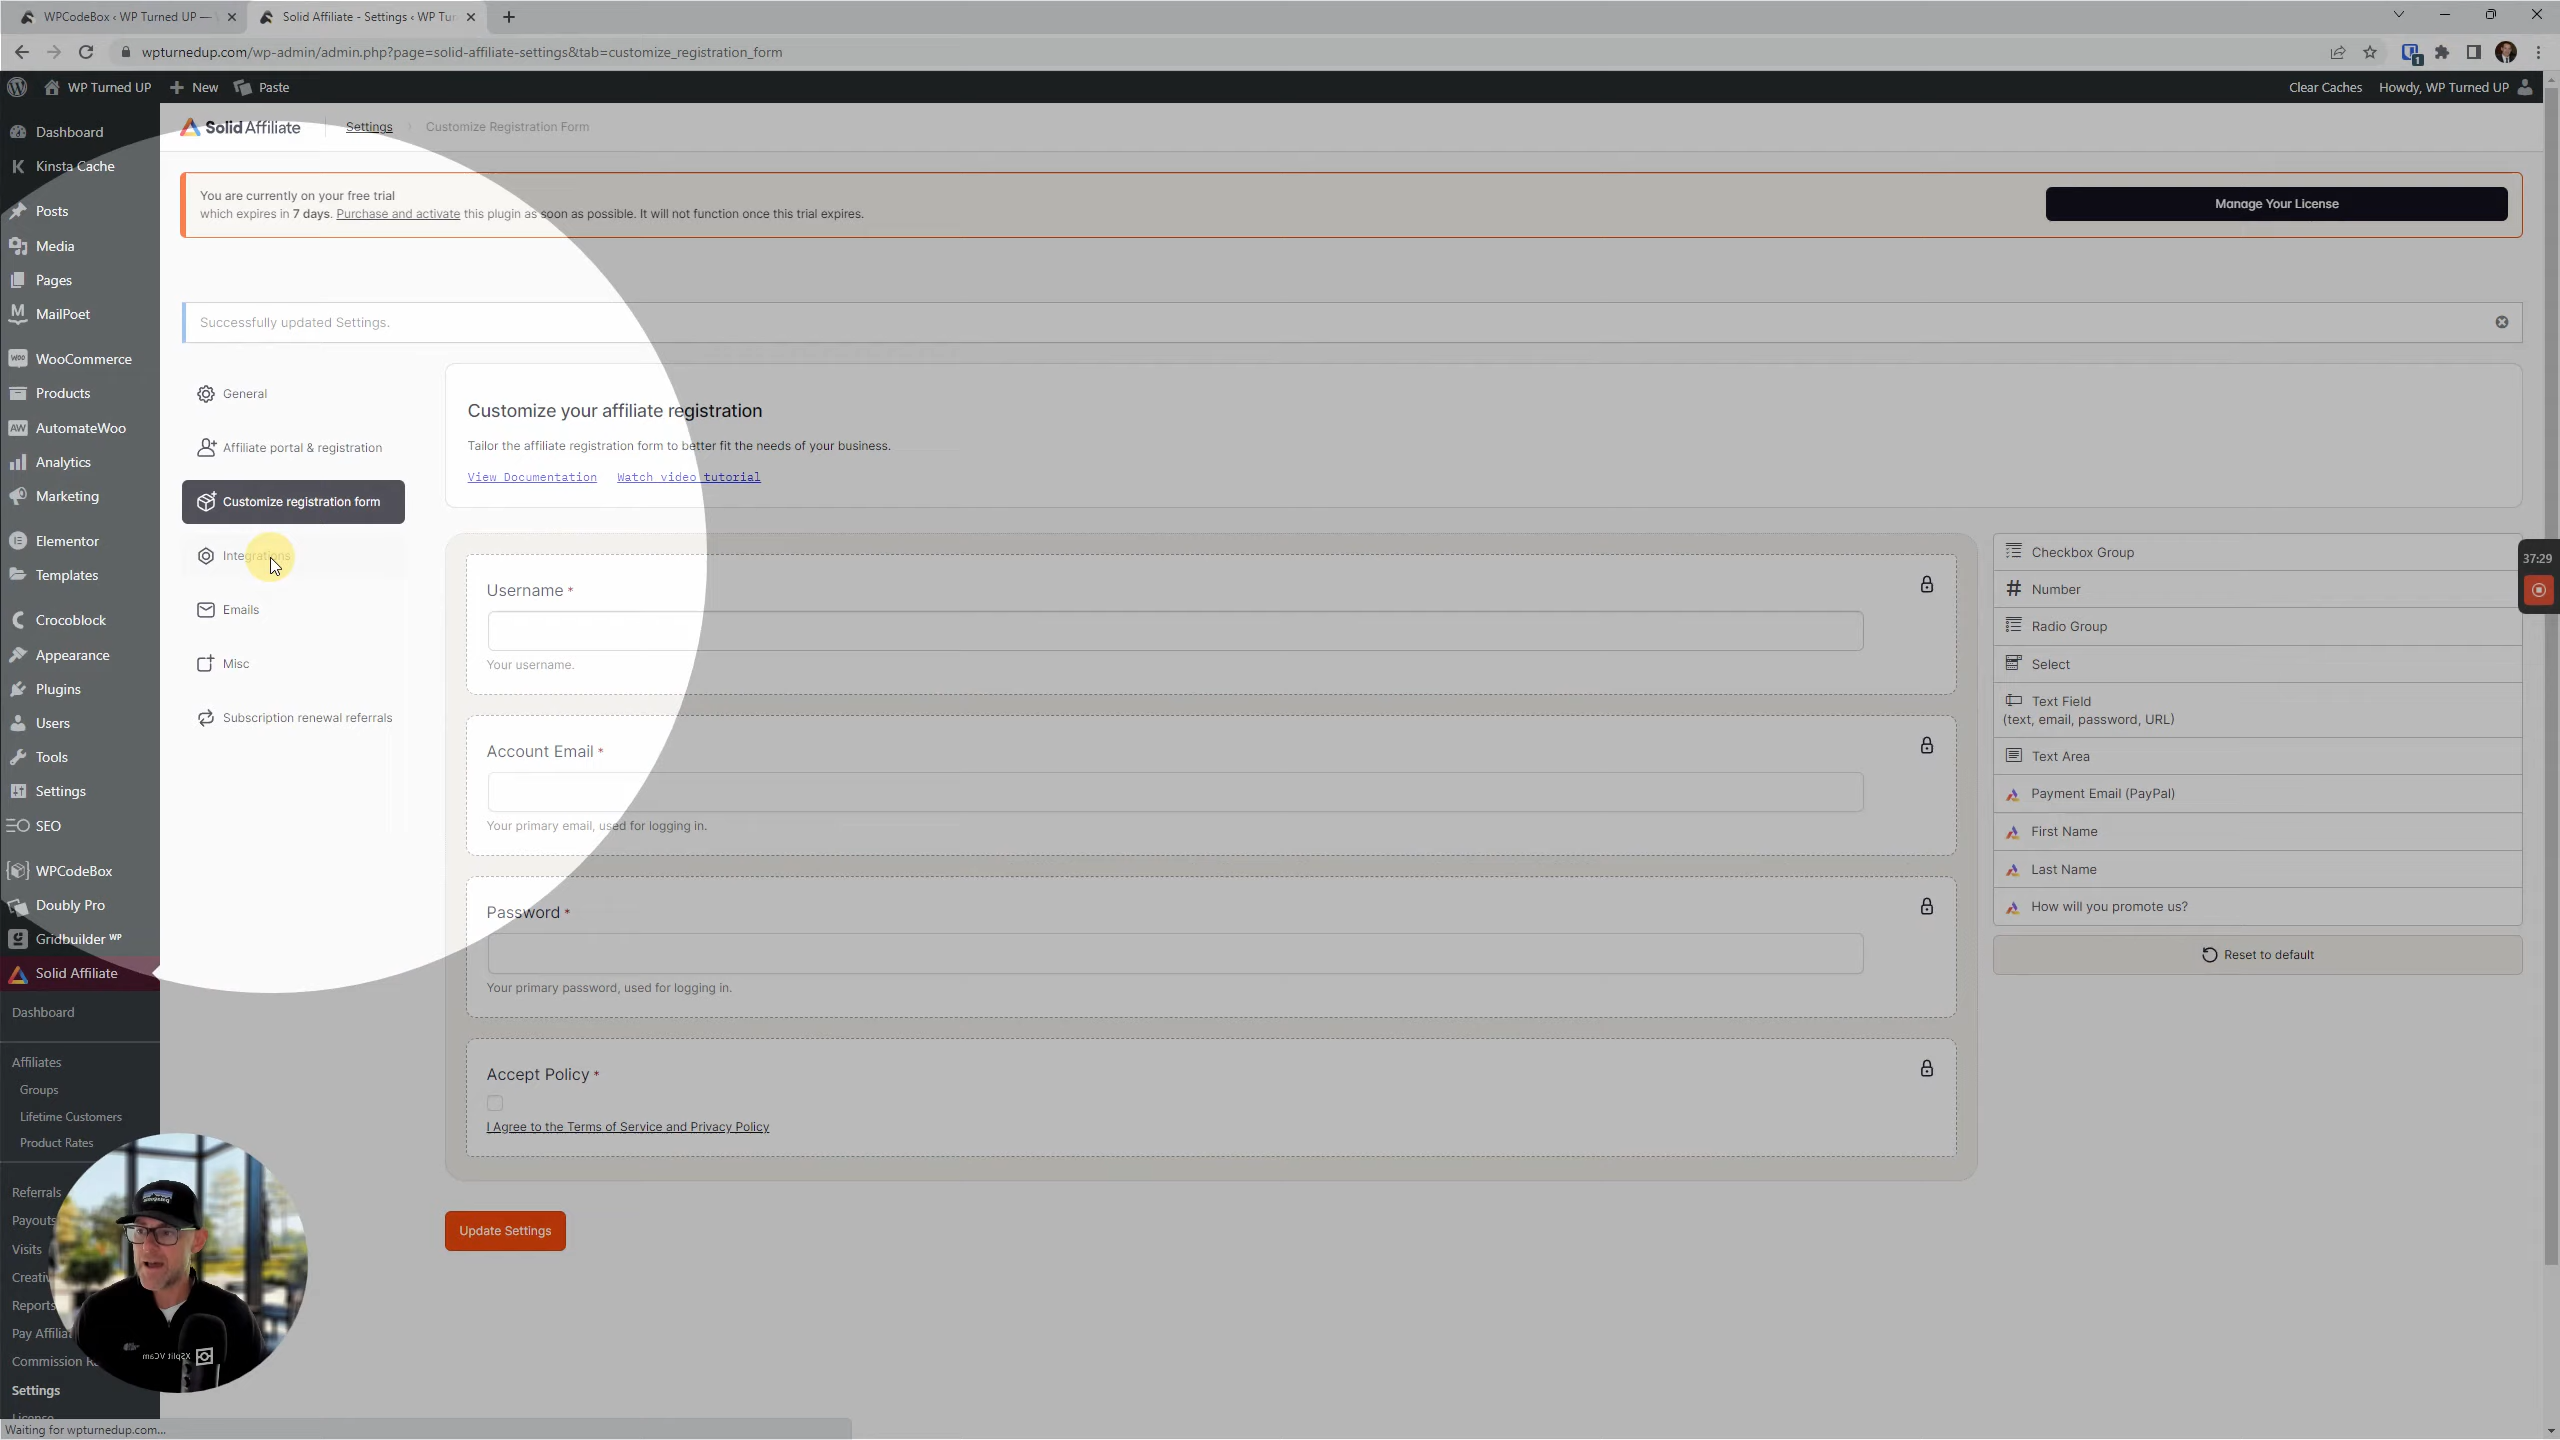 WPCodeBox ‹ WP Turned UP —
Solid Affiliate - Settings ‹ WP Tur
wpturnedup.com/wp-admin/admin.php?page=solid-affiliate-settings&tab=customize_registration_form
WP Turned UP
New
Paste
Clear Caches
Howdy, WP Turned UP
Dashboard
Kinsta Cache
Posts
Media
Pages
MailPoet
WooCommerce
Products
AutomateWoo
Analytics
Marketing
Elementor
Templates
Crocoblock
Appearance
Plugins
Users
Tools
Settings
SEO
WPCodeBox
Doubly Pro
Gridbuilder WP
Solid Affiliate
Dashboard
Affiliates
Groups
Lifetime Customers
Product Rates
Referrals
Payouts
Visits
Creativ
Reports
Pay Affiliat
Commission Ra
Settings
License
Waiting for wpturnedup.com...
XSplit VCam
SolidAffiliate
Settings
Customize Registration Form
You are currently on your free trial
which expires in 7 days. Purchase and activate this plugin as soon as possible. It will not function once this trial expires.
Manage Your License
Successfully updated Settings.
General
Affiliate portal & registration
Customize registration form
Integrations
Emails
Misc
Subscription renewal referrals
Customize your affiliate registration
Tailor the affiliate registration form to better fit the needs of your business.
View Documentation
Watch video tutorial
Username *
Your username.
Account Email *
Your primary email, used for logging in.
Password *
Your primary password, used for logging in.
Accept Policy *
I Agree to the Terms of Service and Privacy Policy
Update Settings
Checkbox Group
Number
Radio Group
Select
Text Field
(text, email, password, URL)
Text Area
Payment Email (PayPal)
First Name
Last Name
How will you promote us?
Reset to default
37:29